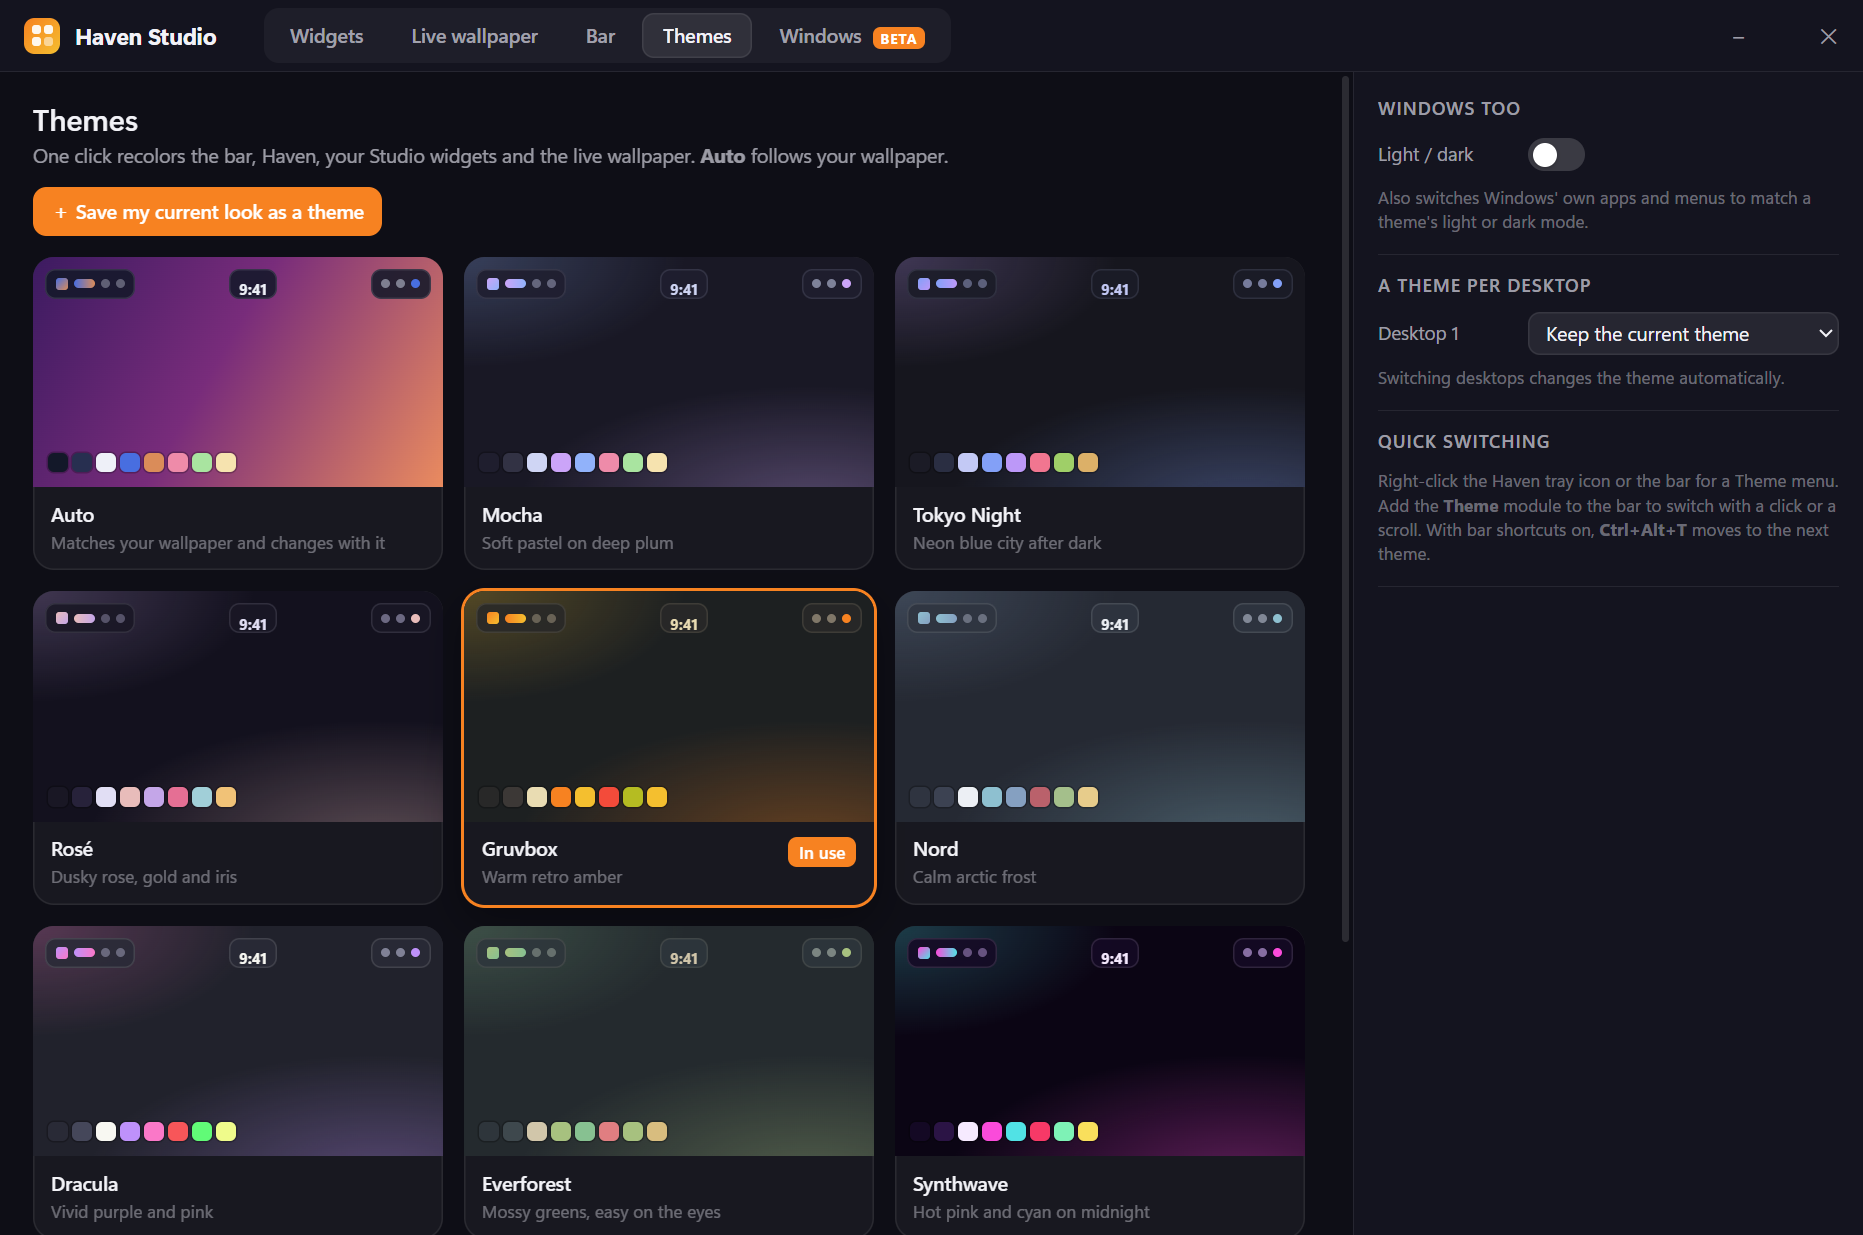 Haven Studio
Widgets
Live wallpaper
Bar
Themes
Windows BETA
Themes
One click recolors the bar, Haven, your Studio widgets and the live wallpaper. Auto follows your wallpaper.
+ Save my current look as a theme
9:41
Auto
Matches your wallpaper and changes with it
9:41
Mocha
Soft pastel on deep plum
9:41
Tokyo Night
Neon blue city after dark
9:41
Rosé
Dusky rose, gold and iris
9:41
Gruvbox
In use
Warm retro amber
9:41
Nord
Calm arctic frost
9:41
Dracula
Vivid purple and pink
9:41
Everforest
Mossy greens, easy on the eyes
9:41
Synthwave
Hot pink and cyan on midnight
WINDOWS TOO
Light / dark
Also switches Windows' own apps and menus to match a
theme's light or dark mode.
A THEME PER DESKTOP
Desktop 1
Keep the current theme
Switching desktops changes the theme automatically.
QUICK SWITCHING
Right-click the Haven tray icon or the bar for a Theme menu.
Add the Theme module to the bar to switch with a click or a
scroll. With bar shortcuts on, Ctrl+Alt+T moves to the next
theme.